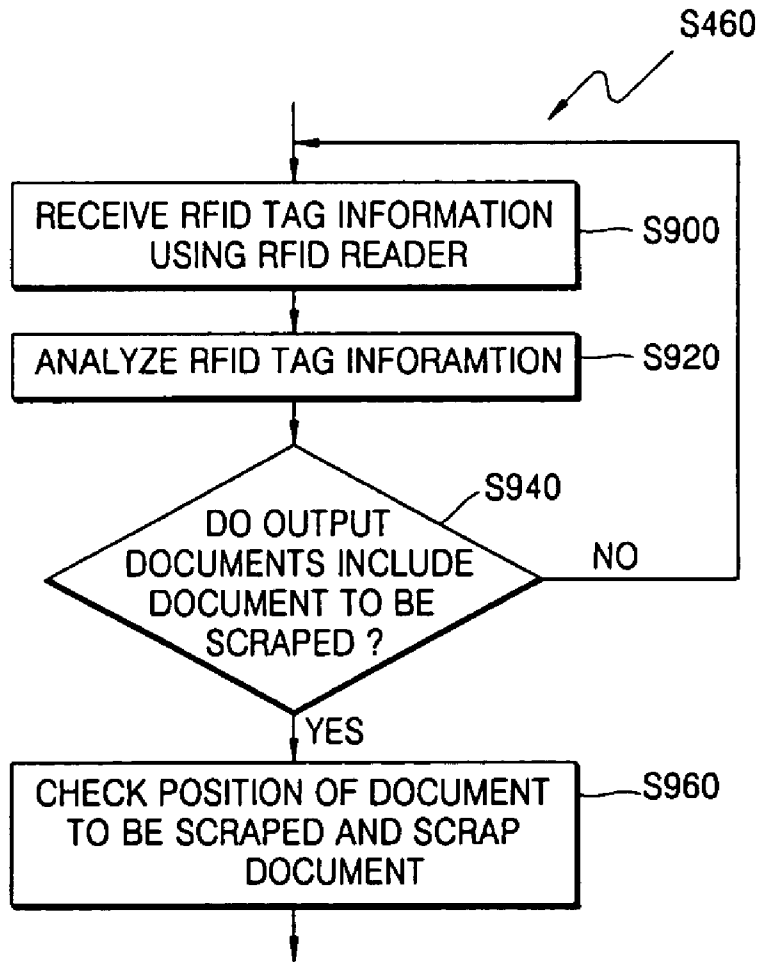 S460
RECEIVE RFID TAG INFORMATION
USING RFID READER
S900
ANALYZE RFID TAG INFORAMTION
S920
S940
DO OUTPUT
DOCUMENTS INCLUDE
DOCUMENT TO BE
SCRAPED ?
NO
YES
CHECK POSITION OF DOCUMENT
TO BE SCRAPED AND SCRAP
DOCUMENT
S960